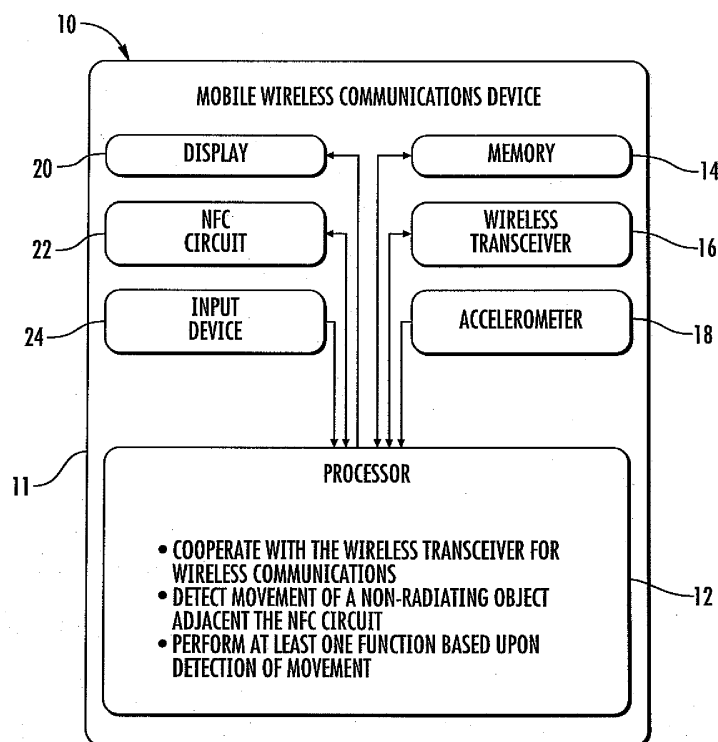 10
MOBILE WIRELESS COMMUNICATIONS DEVICE
20
DISPLAY
MEMORY
14
22
NFC
CIRCUIT
WIRELESS
TRANSCEIVER
16
24
INPUT
DEVICE
ACCELEROMETER
18
11
PROCESSOR
• COOPERATE WITH THE WIRELESS TRANSCEIVER FOR
WIRELESS COMMUNICATIONS
• DETECT MOVEMENT OF A NON-RADIATING OBJECT
ADJACENT THE NFC CIRCUIT
• PERFORM AT LEAST ONE FUNCTION BASED UPON
DETECTION OF MOVEMENT
12